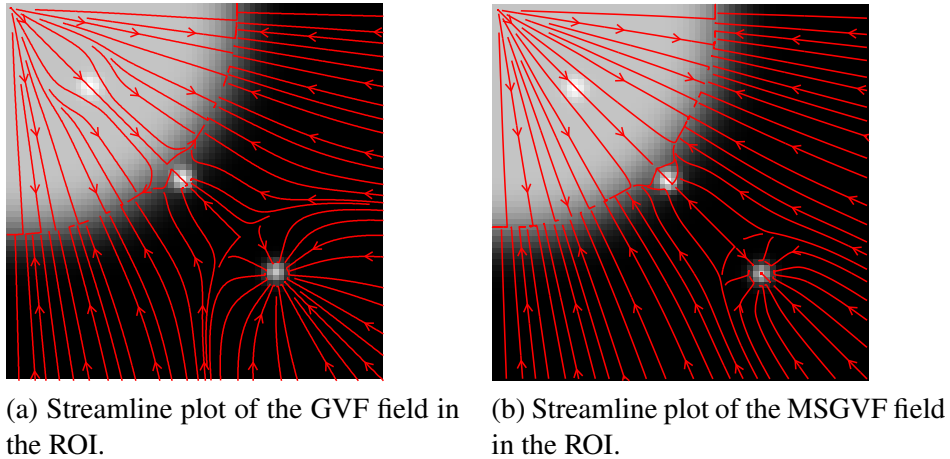 (a) Streamline plot of the GVF field in
the ROI.
(b) Streamline plot of the MSGVF field
in the ROI.